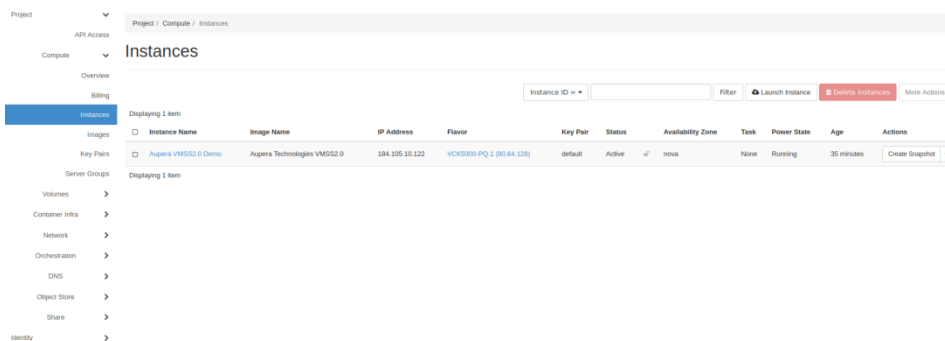 Project
API Access
Compute
Overview
Billing
Instances
Images
Key Pairs
Server Groups
Volumes
Container Infra
Network
Orchestration
DNS
Object Store
Share
Identity
Project / Compute / Instances
Instances
Instance ID = Filter Launch Instance Delete Instances More Actions
Displaying 1 item
Instance Name Image Name IP Address Flavor Key Pair Status Availability Zone Task Power State Age Actions
Aupera VMSS2.0 Demo Aupera Technologies VMSS2.0 184.105.10.122 VCK5000-PQ.1 (80.64.128) default Active nova None Running 35 minutes Create Snapshot
Displaying 1 item